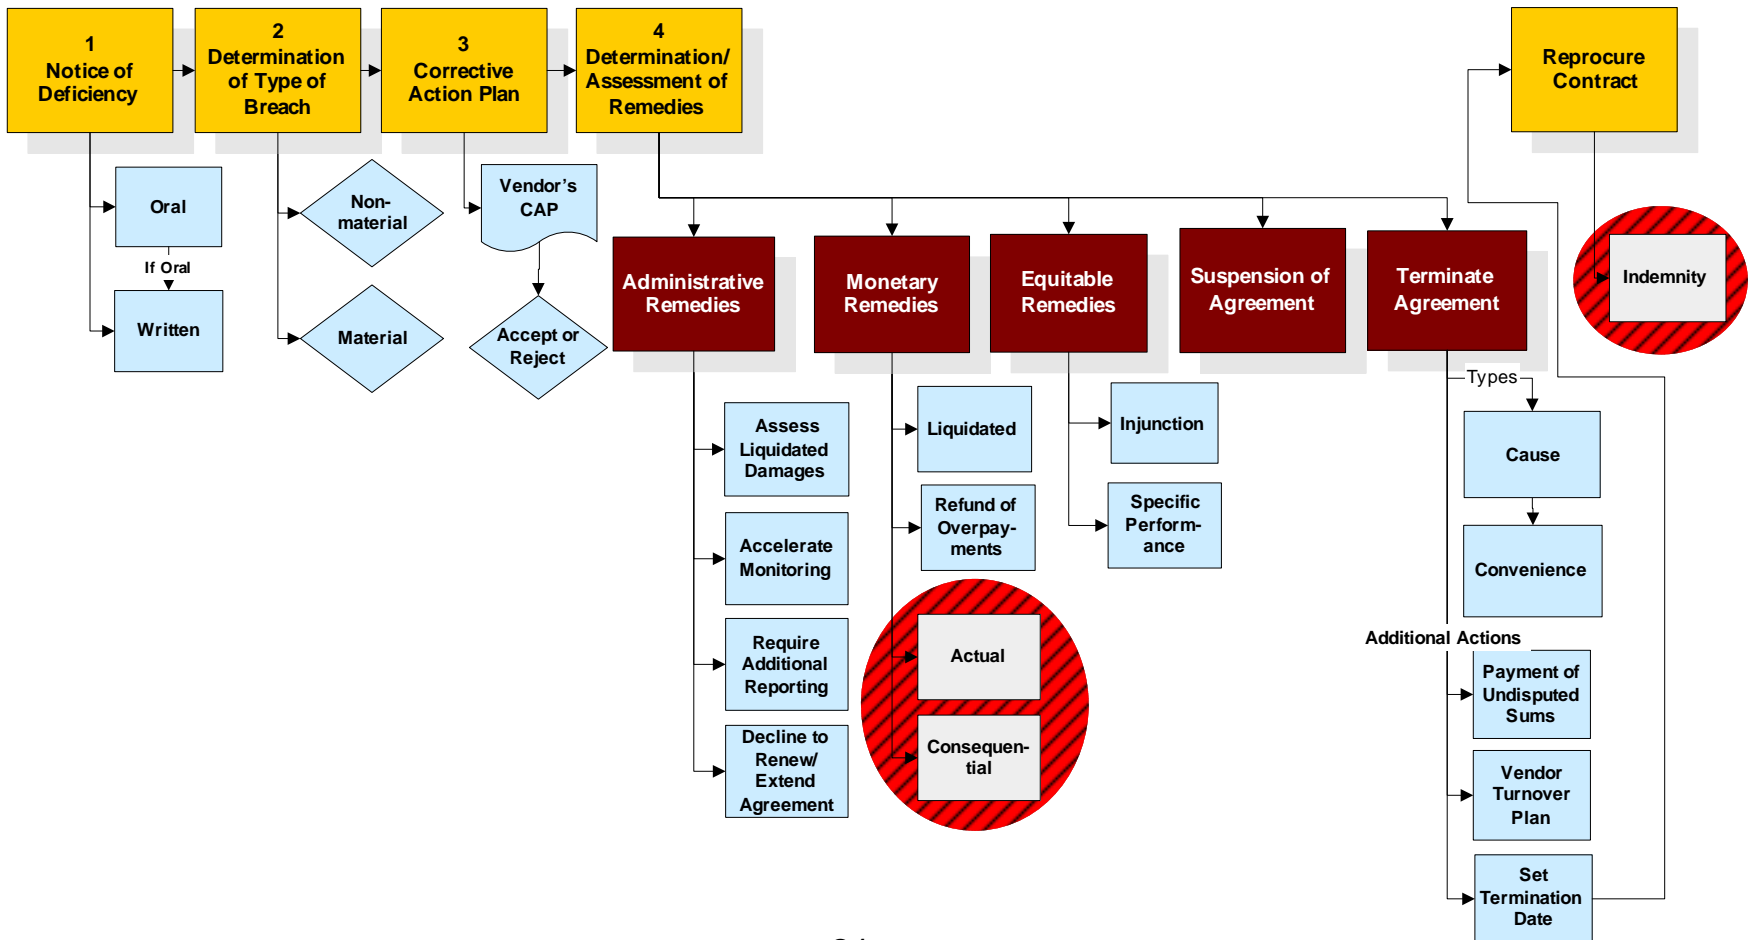 1
Notice of
Deficiency
2
Determination
of Type of
Breach
3
Corrective
Action Plan
4
Determination/
Assessment of
Remedies
Reprocure
Contract
Oral
If Oral
Written
Non-
material
Material
Vendor's
CAP
Accept or
Reject
Administrative
Remedies
Monetary
Remedies
Equitable
Remedies
Suspension of
Agreement
Terminate
Agreement
Indemnity
Assess
Liquidated
Damages
Accelerate
Monitoring
Require
Additional
Reporting
Decline to
Renew/
Extend
Agreement
Liquidated
Refund of
Overpay-
ments
Actual
Consequen-
tial
Injunction
Specific
Perform-
ance
Types
Cause
Convenience
Additional Actions
Payment of
Undisputed
Sums
Vendor
Turnover
Plan
Set
Termination
Date